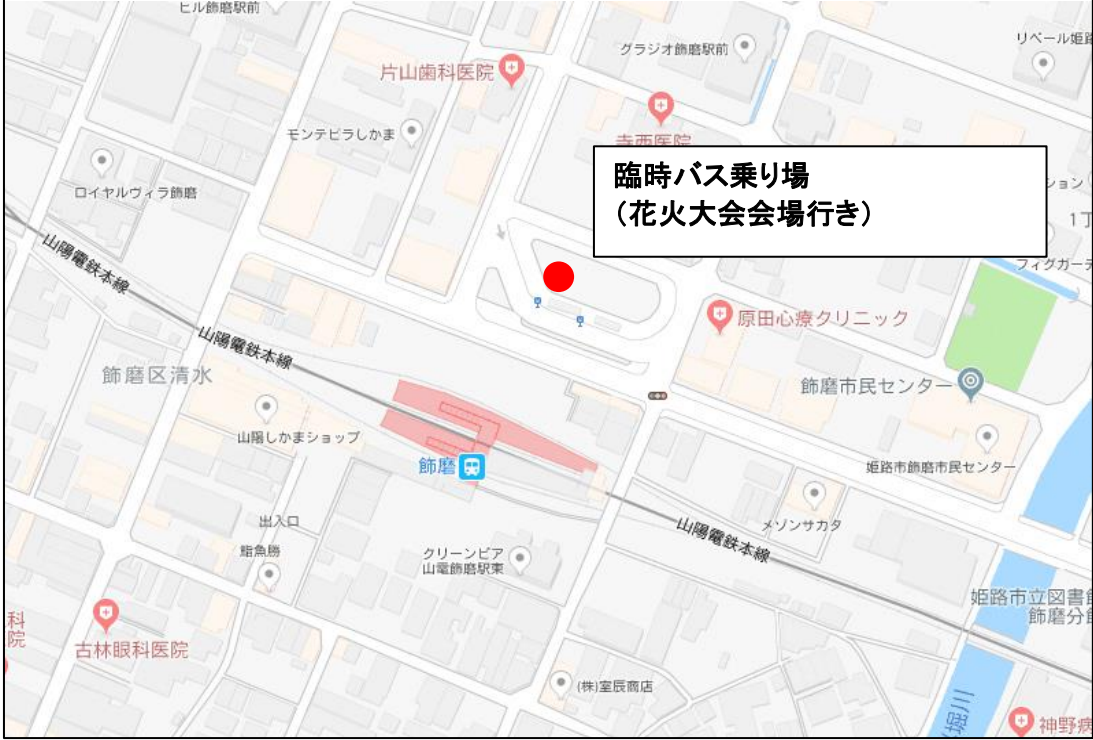 ヒル飾磨駅前
グラジオ飾磨駅前
リベール姫路
片山歯科医院
モンテビラしかま
寺西医院
臨時バス乗り場
（花火大会会場行き）
ション
1丁
ロイヤルヴィラ飾磨
フィグガーデ
山陽電鉄本線
原田心療クリニック
山陽電鉄本線
飾磨区清水
飾磨市民センター
山陽しかまショップ
飾磨
姫路市飾磨市民センター
出入口
メゾンサカタ
山陽電鉄本線
鮨魚勝
クリーンピア
山電飾磨駅東
姫路市立図書館
飾磨分館
科
院
古林眼科医院
(株)室辰商店
神野病